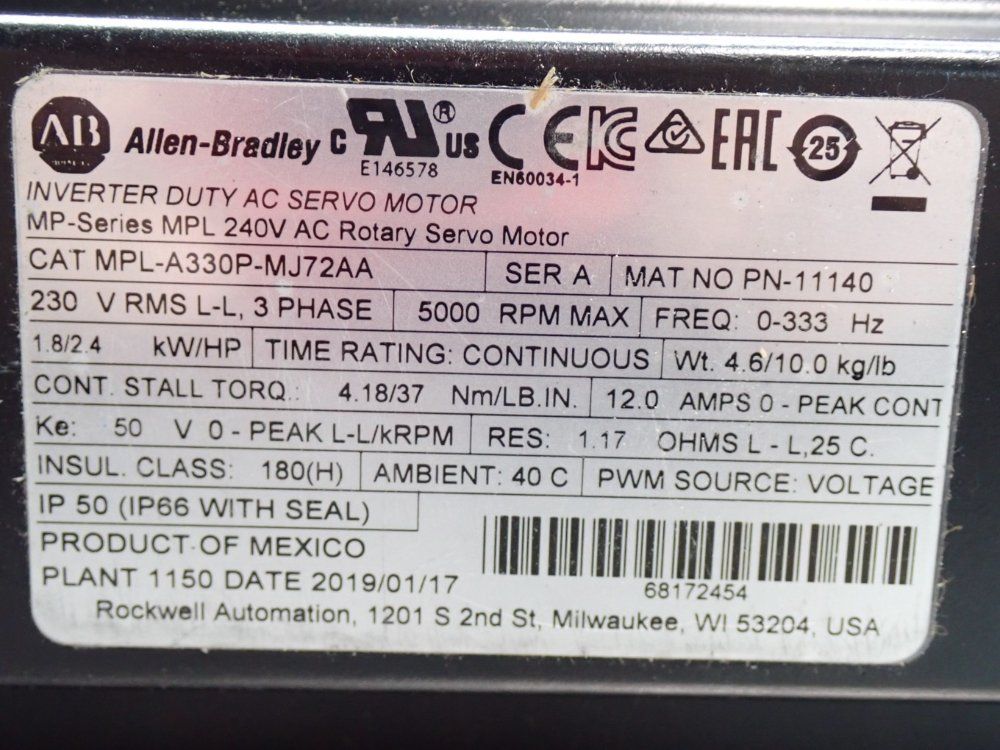 AB Allen-Bradley C RU® US CE KC EAC 25
E146578
EN60034-1
INVERTER DUTY AC SERVO MOTOR
MP-Series MPL 240V AC Rotary Servo Motor
CAT MPL-A330P-MJ72AA SER A MAT NO PN-11140
230 V RMS L-L, 3 PHASE 5000 RPM MAX FREQ: 0-333 Hz
1.8/2.4 kW/HP TIME RATING: CONTINUOUS Wt. 4.6/10.0 kg/lb
CONT. STALL TORQ.: 4.18/37 Nm/LB.IN. 12.0 AMPS 0 - PEAK CONT
Ke: 50 V 0 - PEAK L-L/kRPM RES: 1.17 OHMS L - L,25 C.
INSUL. CLASS: 180(H) AMBIENT: 40 C PWM SOURCE: VOLTAGE
IP 50 (IP66 WITH SEAL)
PRODUCT OF MEXICO
PLANT 1150 DATE 2019/01/17
68172454
Rockwell Automation, 1201 S 2nd St, Milwaukee, WI 53204, USA